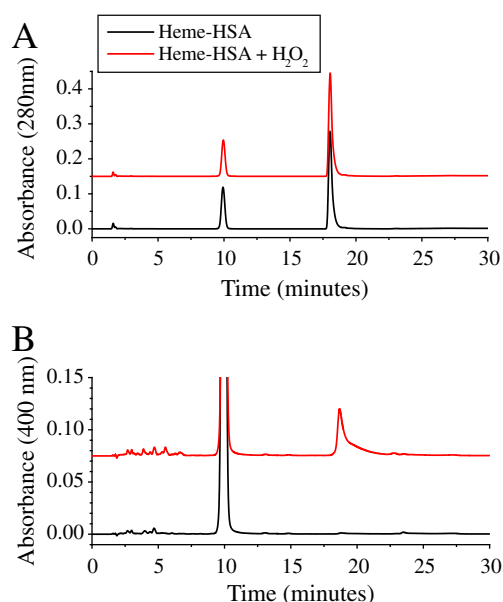 A
Heme-HSA
Heme-HSA + H₂O₂
Absorbance (280nm)
0.4
0.3
0.2
0.1
0.0
0 5 10 15 20 25 30
Time (minutes)
B
Absorbance (400 nm)
0.15
0.10
0.05
0.00
0 5 10 15 20 25 30
Time (minutes)